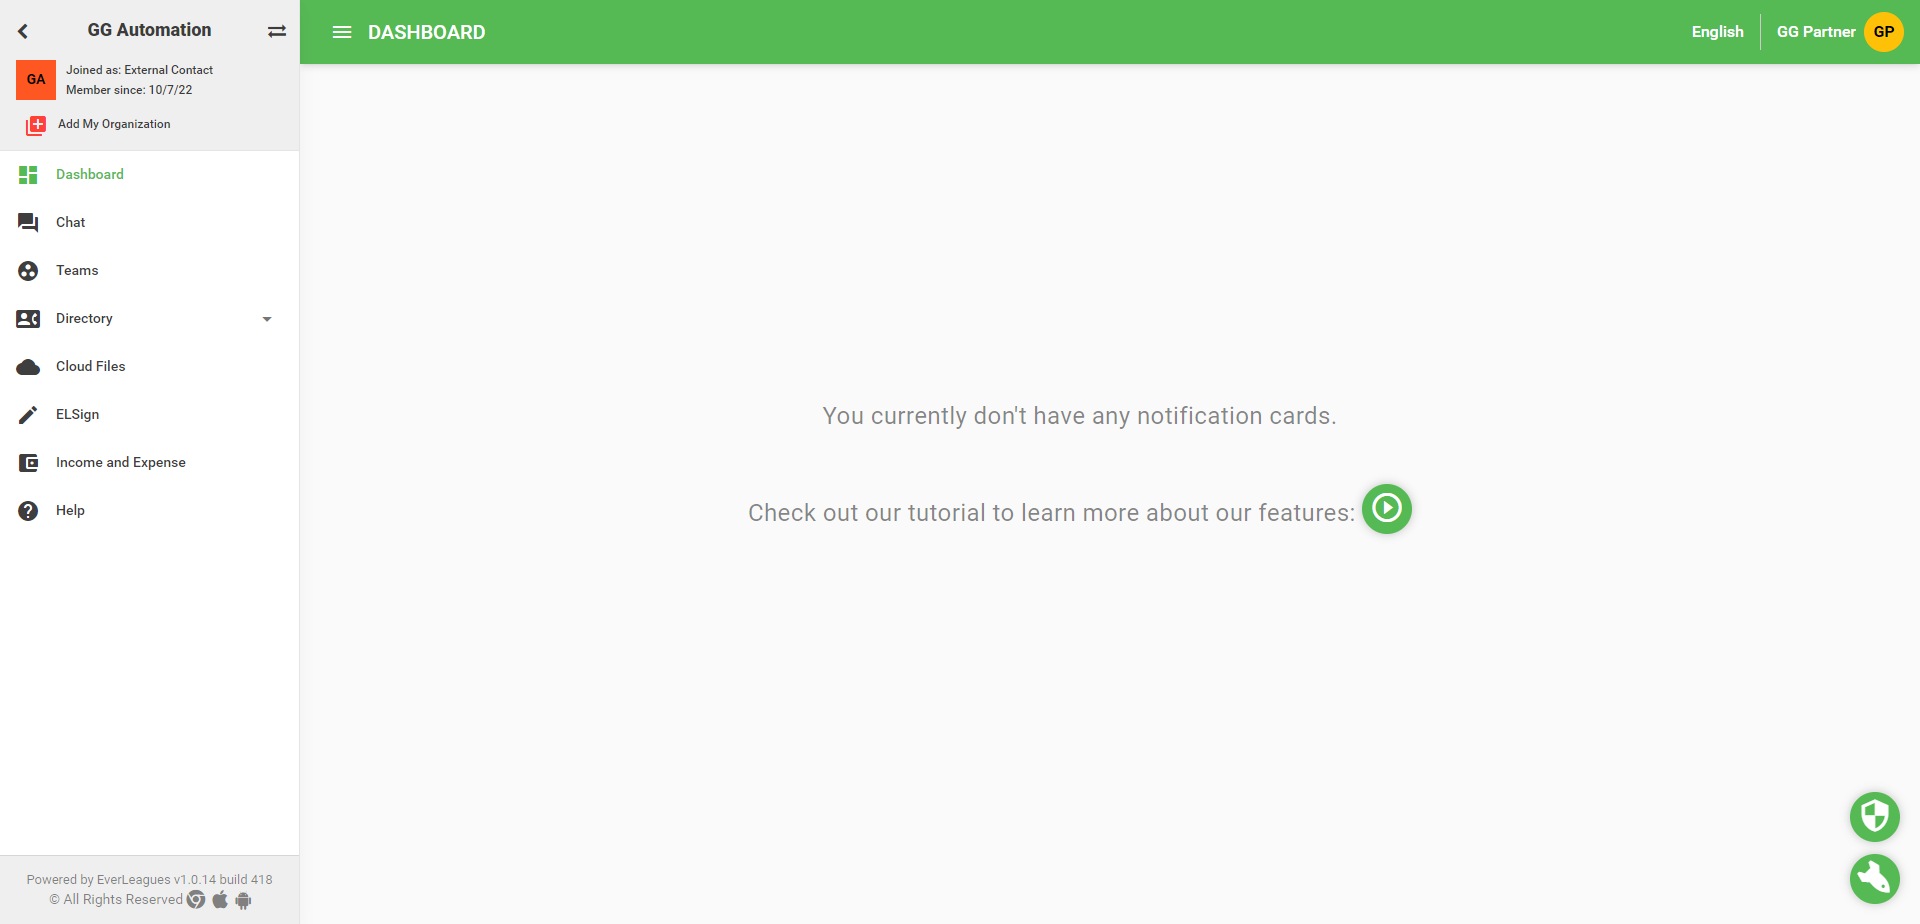 GG Automation
GA
Joined as: External Contact
Member since: 10/7/22
Add My Organization
Dashboard
Chat
Teams
Directory
Cloud Files
ELSign
Income and Expense
Help
Powered by EverLeagues v1.0.14 build 418
© All Rights Reserved
DASHBOARD
English
GG Partner
GP
You currently don't have any notification cards.
Check out our tutorial to learn more about our features: